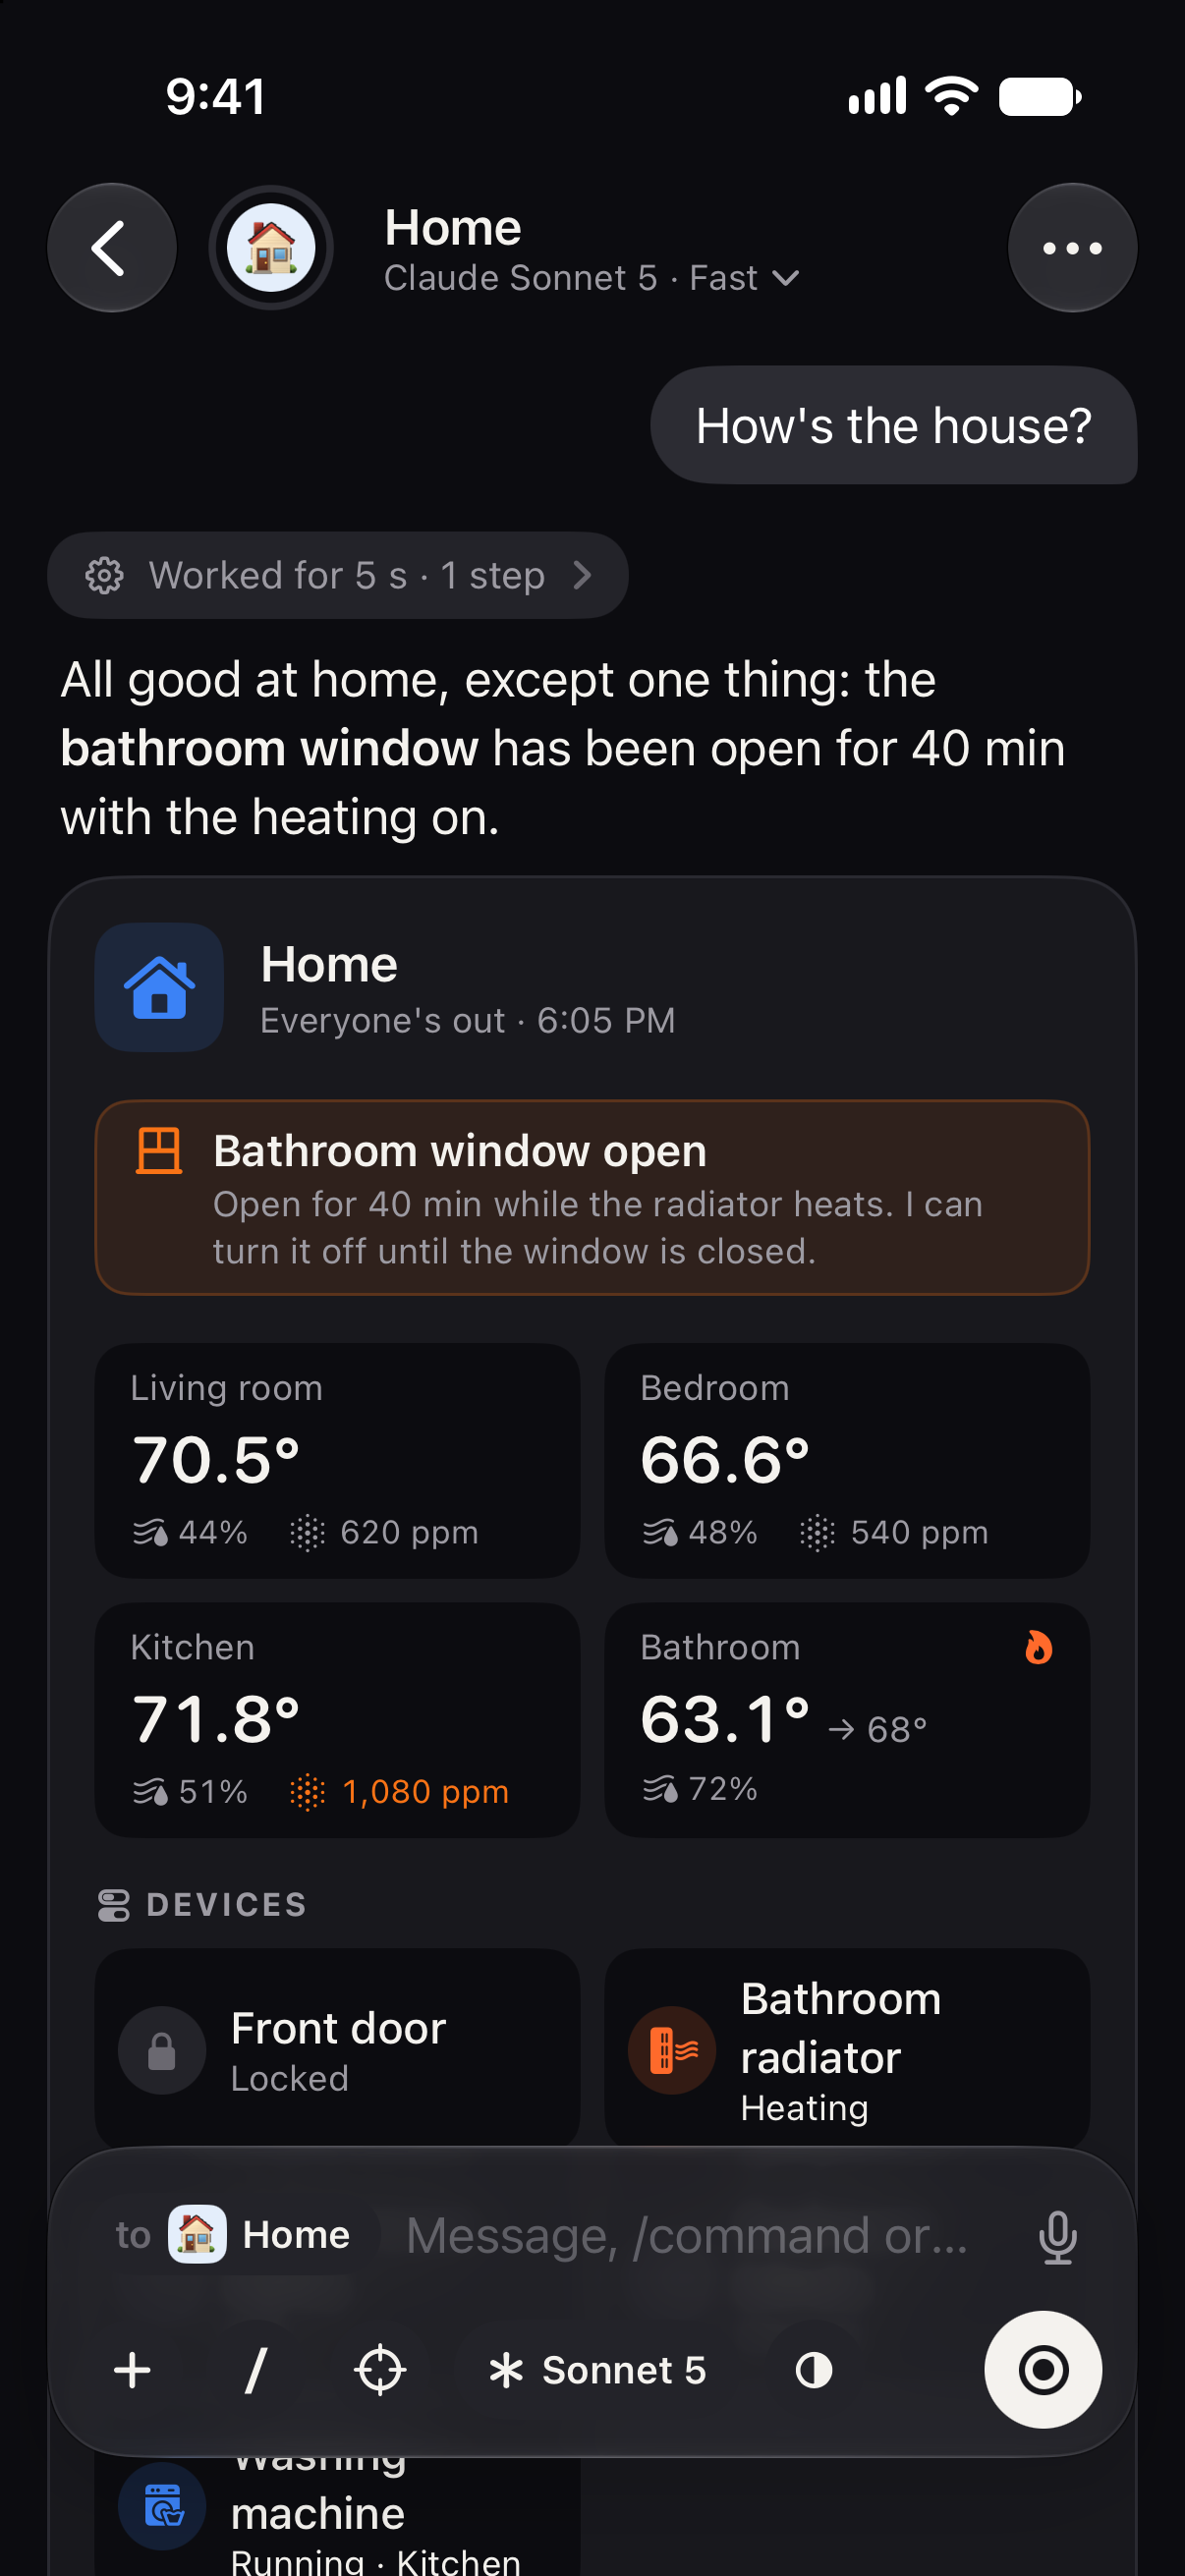 9:41
Home
Claude Sonnet 5 · Fast
How's the house?
Worked for 5 s · 1 step
All good at home, except one thing: the
bathroom window has been open for 40 min
with the heating on.
Home
Everyone's out · 6:05 PM
Bathroom window open
Open for 40 min while the radiator heats. I can
turn it off until the window is closed.
Living room
70.5°
44% 620 ppm
Bedroom
66.6°
48% 540 ppm
Kitchen
71.8°
51% 1,080 ppm
Bathroom
63.1° → 68°
72%
DEVICES
Front door
Locked
Bathroom
radiator
Heating
to Home Message, /command or...
+ / Sonnet 5
Washing
machine
Running · Kitchen